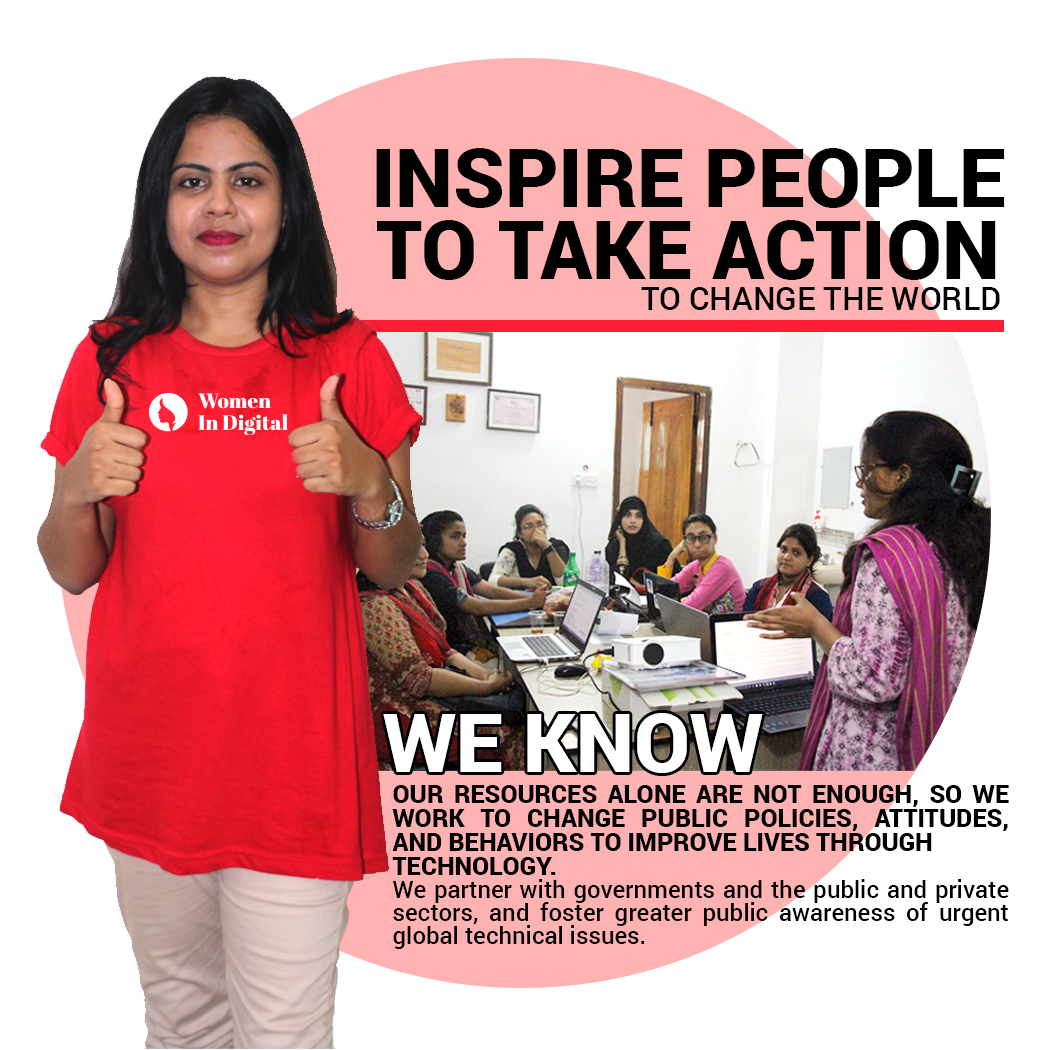 INSPIRE PEOPLE
TO TAKE ACTION
TO CHANGE THE WORLD
Women
In Digital
WE KNOW
OUR RESOURCES ALONE ARE NOT ENOUGH, SO WE
WORK TO CHANGE PUBLIC POLICIES, ATTITUDES,
AND BEHAVIORS TO IMPROVE LIVES THROUGH
TECHNOLOGY.
We partner with governments and the public and private
sectors, and foster greater public awareness of urgent
global technical issues.